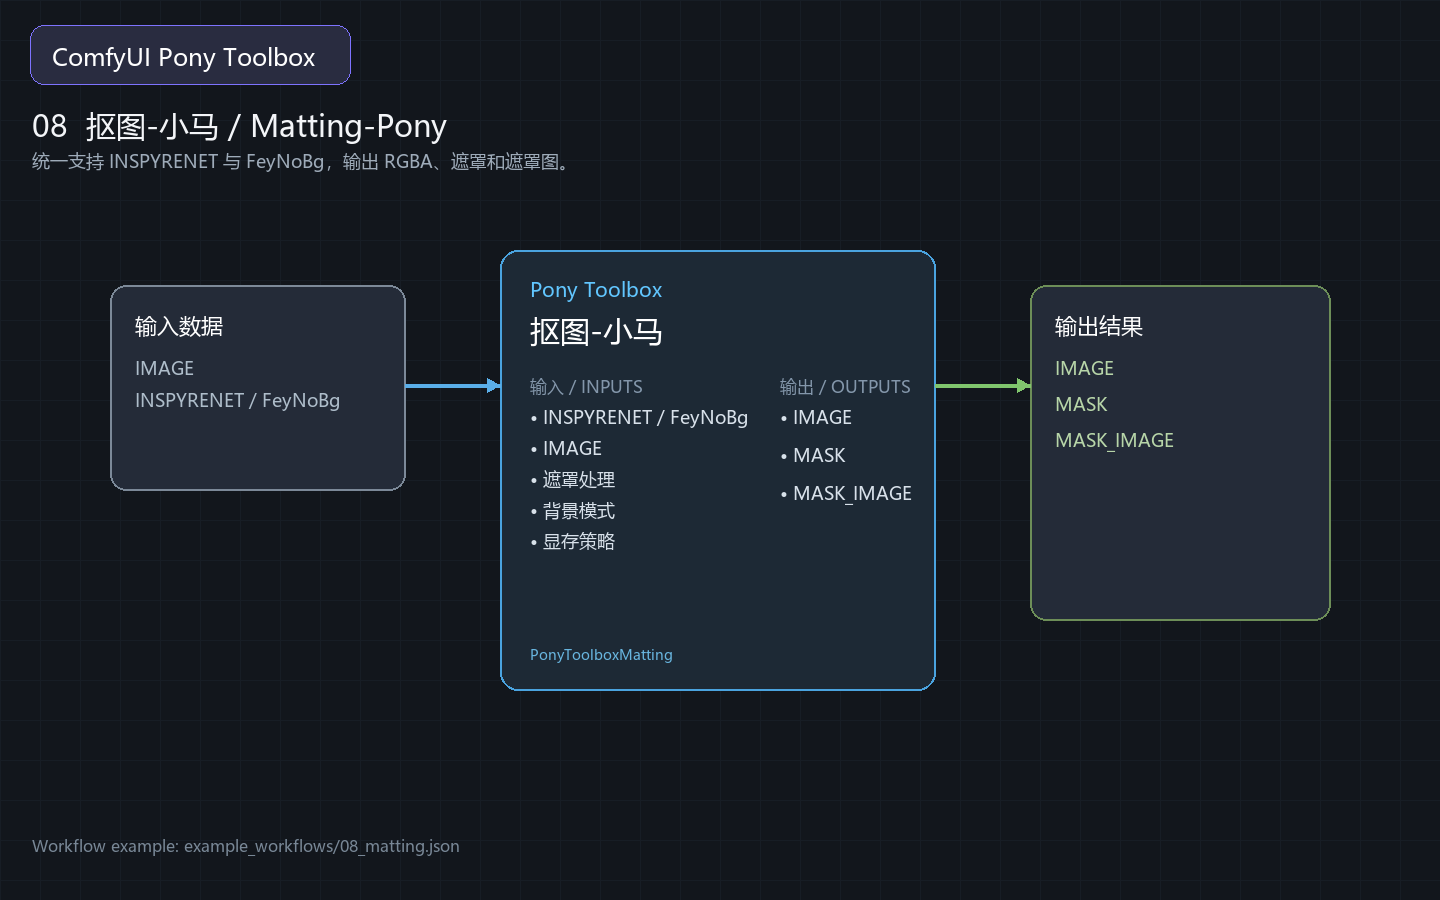 ComfyUI Pony Toolbox
08 抠图-小马 / Matting-Pony
统一支持 INSPYRENET 与 FeyNoBg，输出 RGBA、遮罩和遮罩图。
输入数据
IMAGE
INSPYRENET / FeyNoBg
Pony Toolbox
抠图-小马
输入 / INPUTS
• INSPYRENET / FeyNoBg
• IMAGE
• 遮罩处理
• 背景模式
• 显存策略
输出 / OUTPUTS
• IMAGE
• MASK
• MASK_IMAGE
PonyToolboxMatting
输出结果
IMAGE
MASK
MASK_IMAGE
Workflow example: example_workflows/08_matting.json